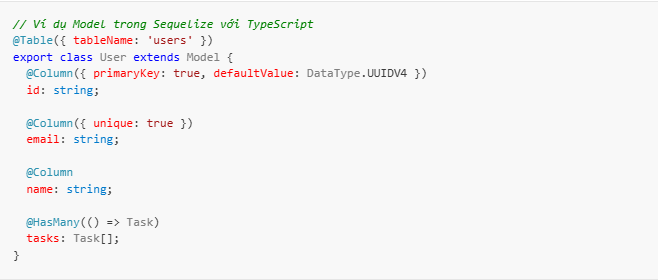 // Ví dụ Model trong Sequelize với TypeScript
@Table({ tableName: 'users' })
export class User extends Model {
  @Column({ primaryKey: true, defaultValue: DataType.UUIDV4 })
  id: string;

  @Column({ unique: true })
  email: string;

  @Column
  name: string;

  @HasMany(() => Task)
  tasks: Task[];
}